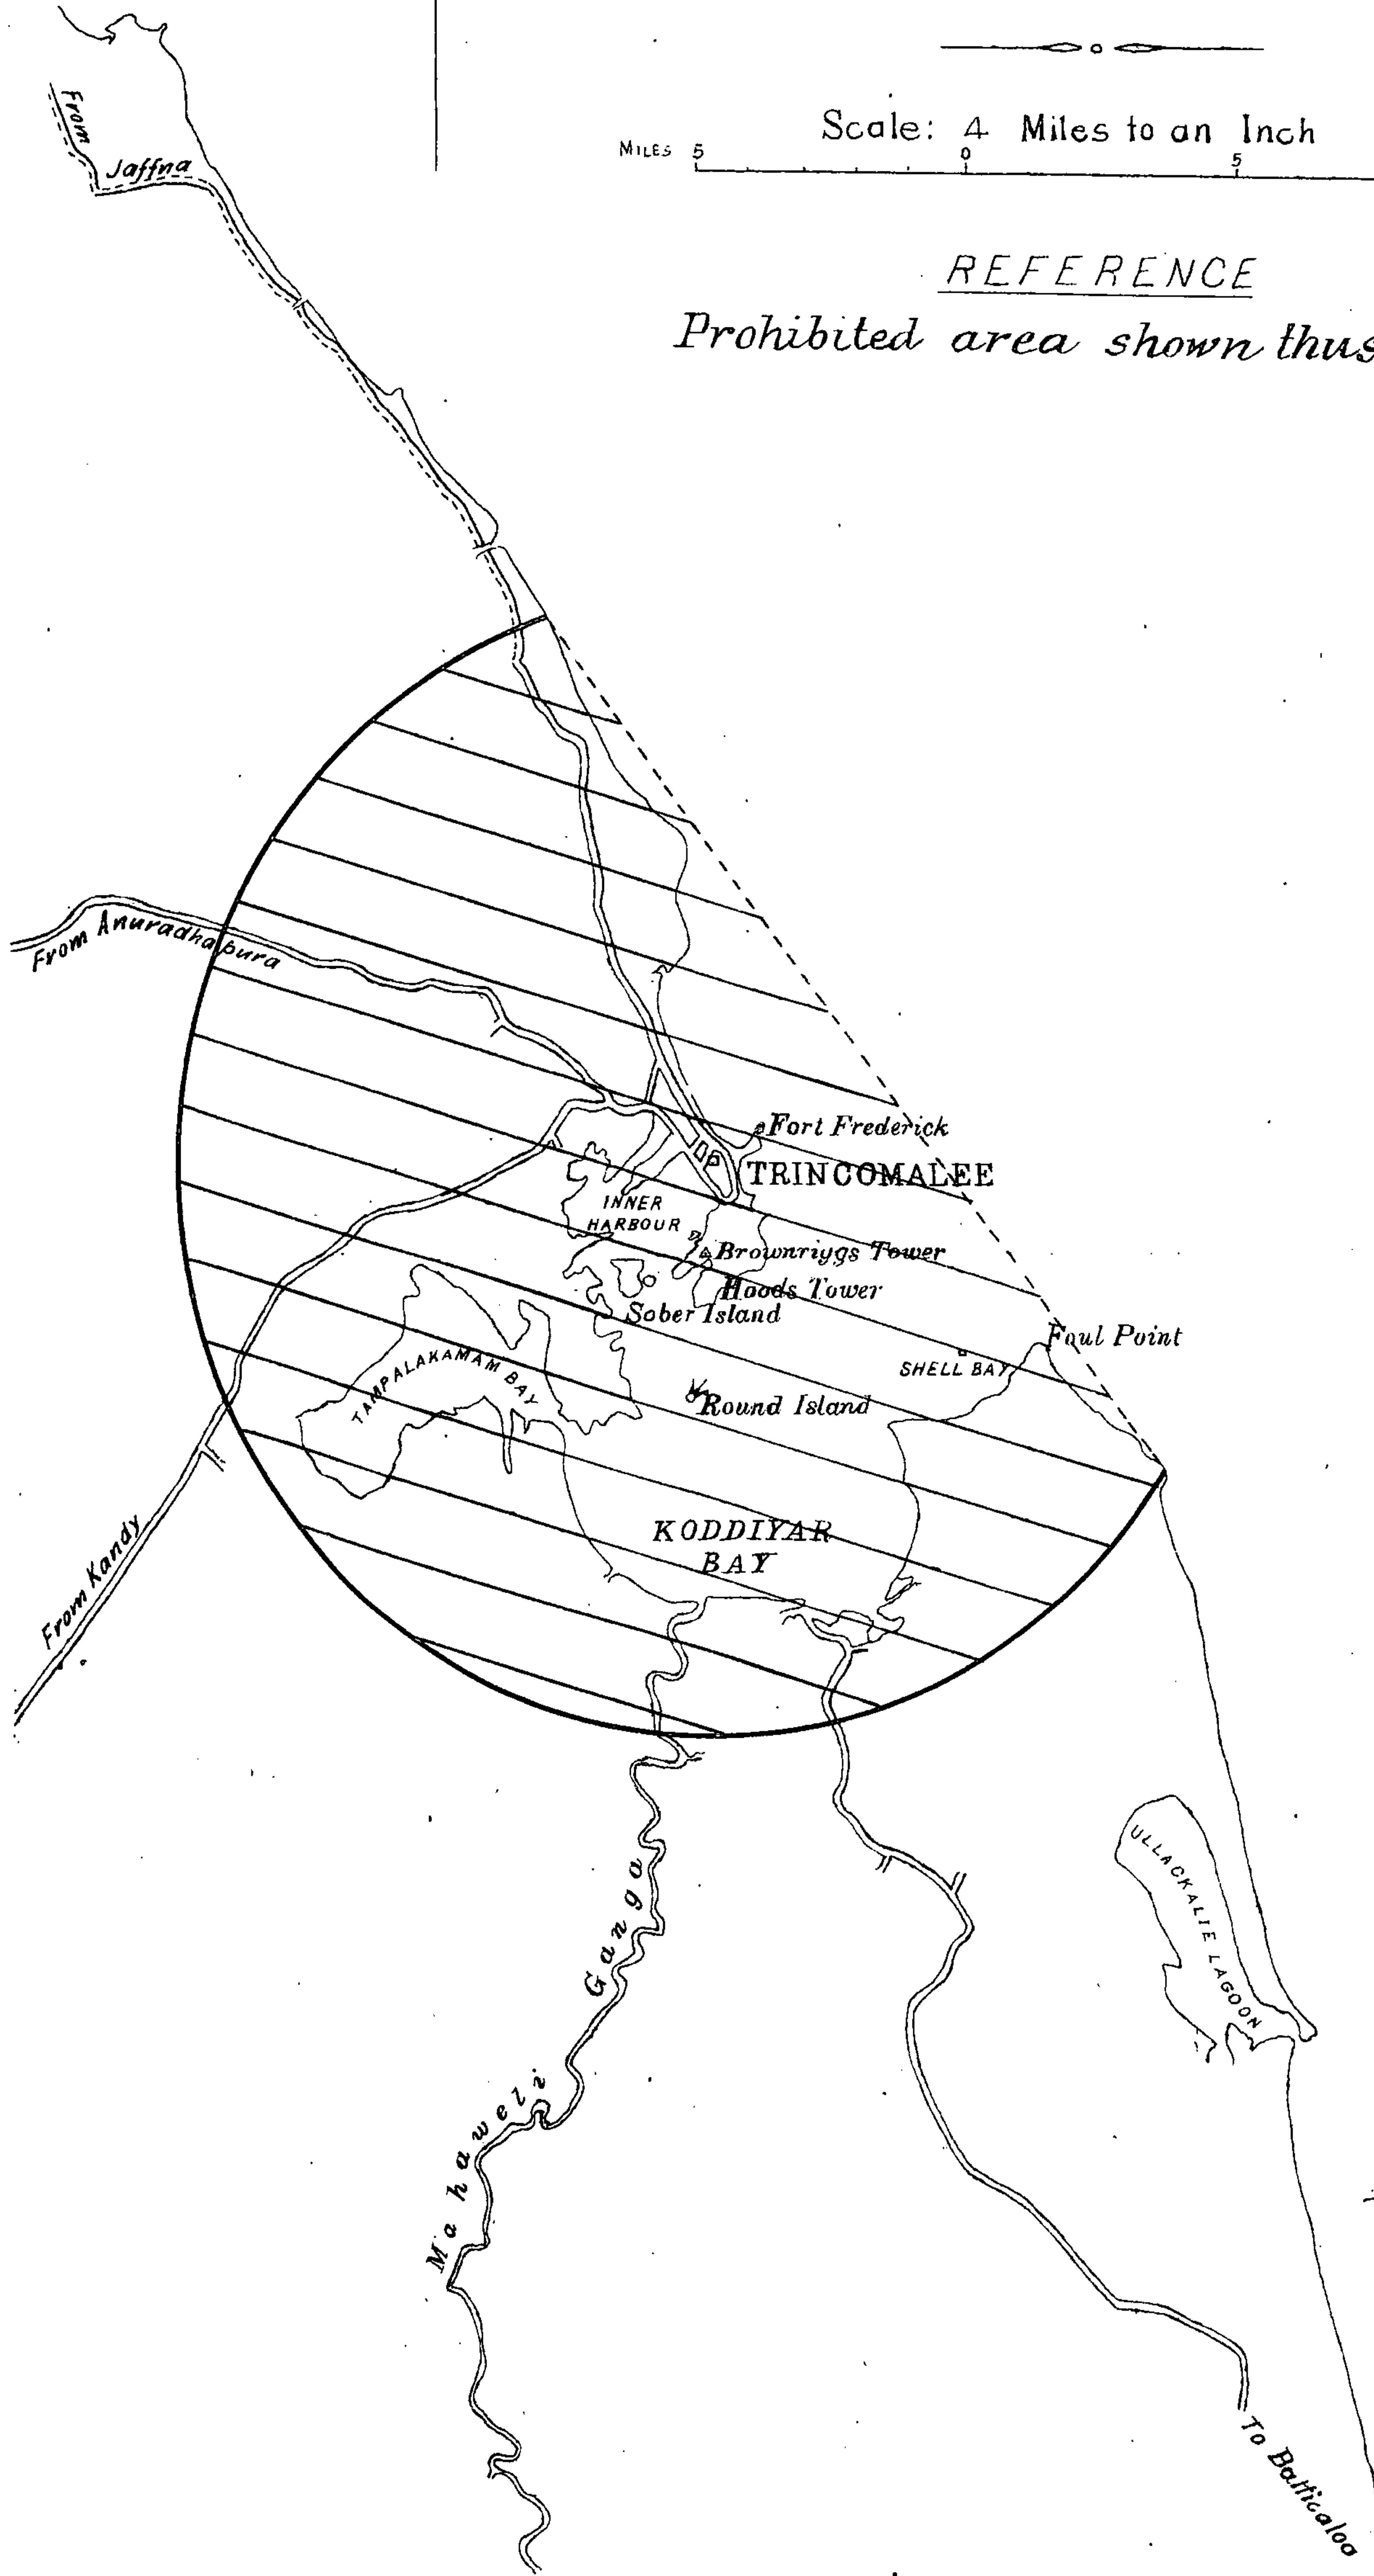 Scale: 4 Miles to an Inch
MILES 5 0 5
REFERENCE
Prohibited area shown thus
From Jaffna
From Anuradhapura
Fort Frederick
TRINCOMALEE
INNER
HARBOUR
Brownriggs Tower
Hoods Tower
Sober Island
Foul Point
SHELL BAY
TAMPALAKAMAM BAY
Round Island
KODDIYAR
BAY
From Kandy
ULLACKALIE LAGOON
Mahaweli Ganga
To Batticaloa